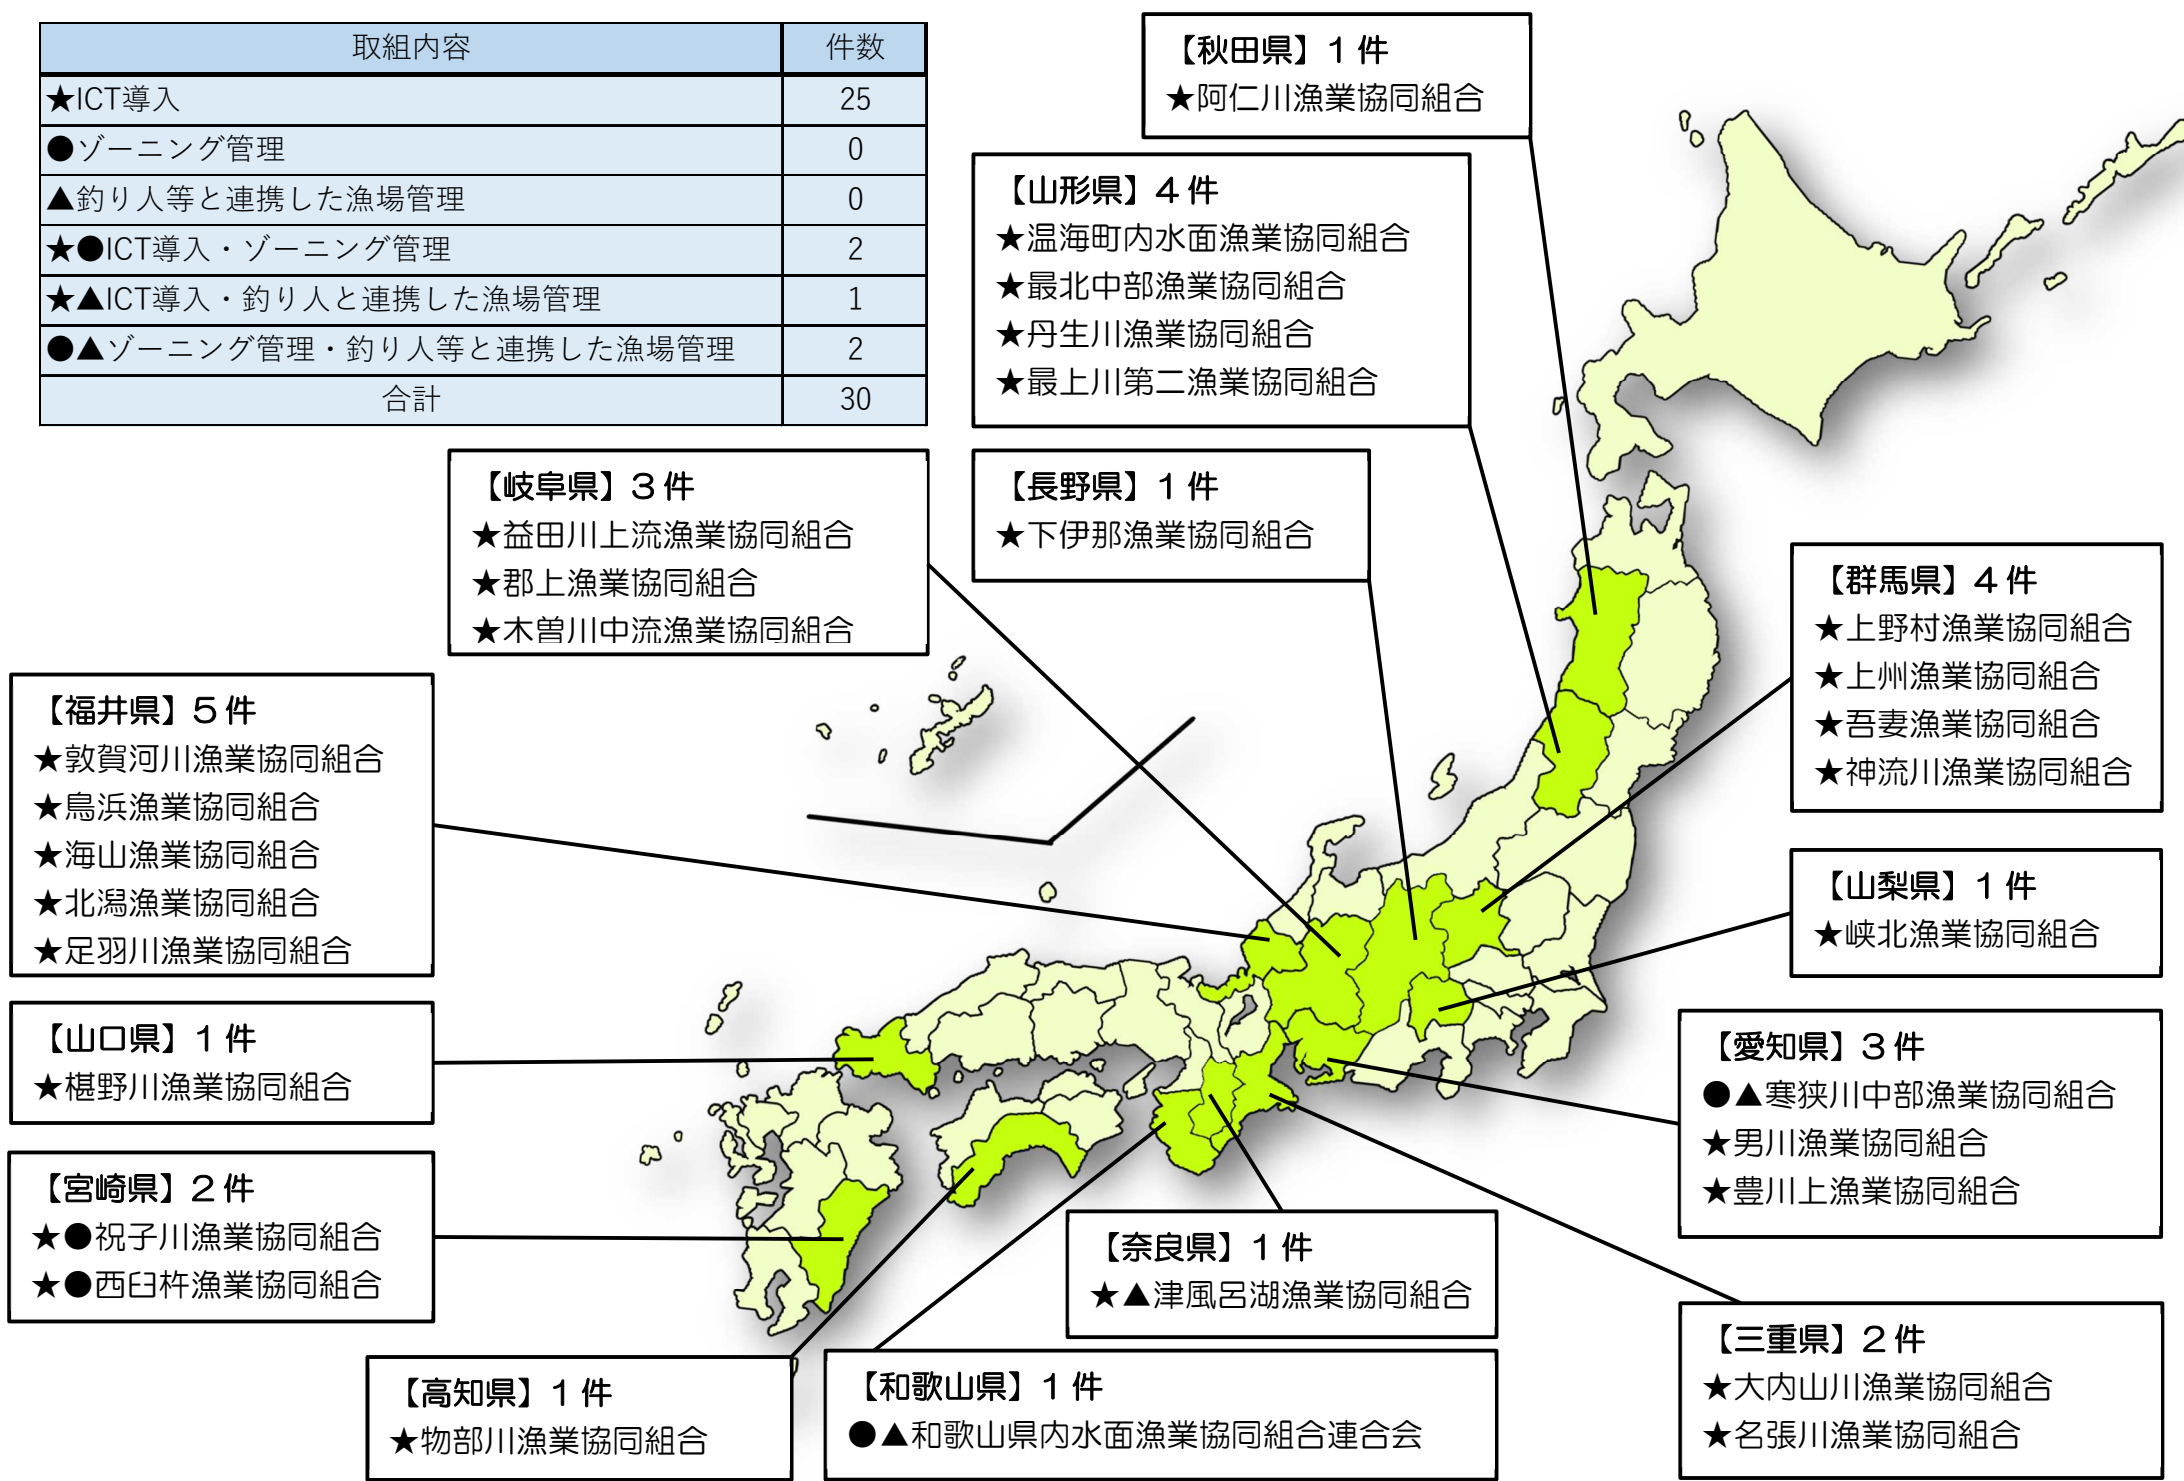 取組内容 件数
★ICT導入 25
●ゾーニング管理 0
▲釣り人等と連携した漁場管理 0
★●ICT導入・ゾーニング管理 2
★▲ICT導入・釣り人と連携した漁場管理 1
●▲ゾーニング管理・釣り人等と連携した漁場管理 2
合計 30
【秋田県】1件
★阿仁川漁業協同組合
【山形県】4件
★温海町内水面漁業協同組合
★最北中部漁業協同組合
★丹生川漁業協同組合
★最上川第二漁業協同組合
【岐阜県】3件
★益田川上流漁業協同組合
★郡上漁業協同組合
★木曽川中流漁業協同組合
【長野県】1件
★下伊那漁業協同組合
【群馬県】4件
★上野村漁業協同組合
★上州漁業協同組合
★吾妻漁業協同組合
★神流川漁業協同組合
【福井県】5件
★敦賀河川漁業協同組合
★鳥浜漁業協同組合
★海山漁業協同組合
★北潟漁業協同組合
★足羽川漁業協同組合
【山梨県】1件
★峡北漁業協同組合
【山口県】1件
★椹野川漁業協同組合
【愛知県】3件
●▲寒狭川中部漁業協同組合
★男川漁業協同組合
★豊川上漁業協同組合
【宮崎県】2件
★●祝子川漁業協同組合
★●西臼杵漁業協同組合
【奈良県】1件
★▲津風呂湖漁業協同組合
【三重県】2件
★大内山川漁業協同組合
★名張川漁業協同組合
【高知県】1件
★物部川漁業協同組合
【和歌山県】1件
●▲和歌山県内水面漁業協同組合連合会